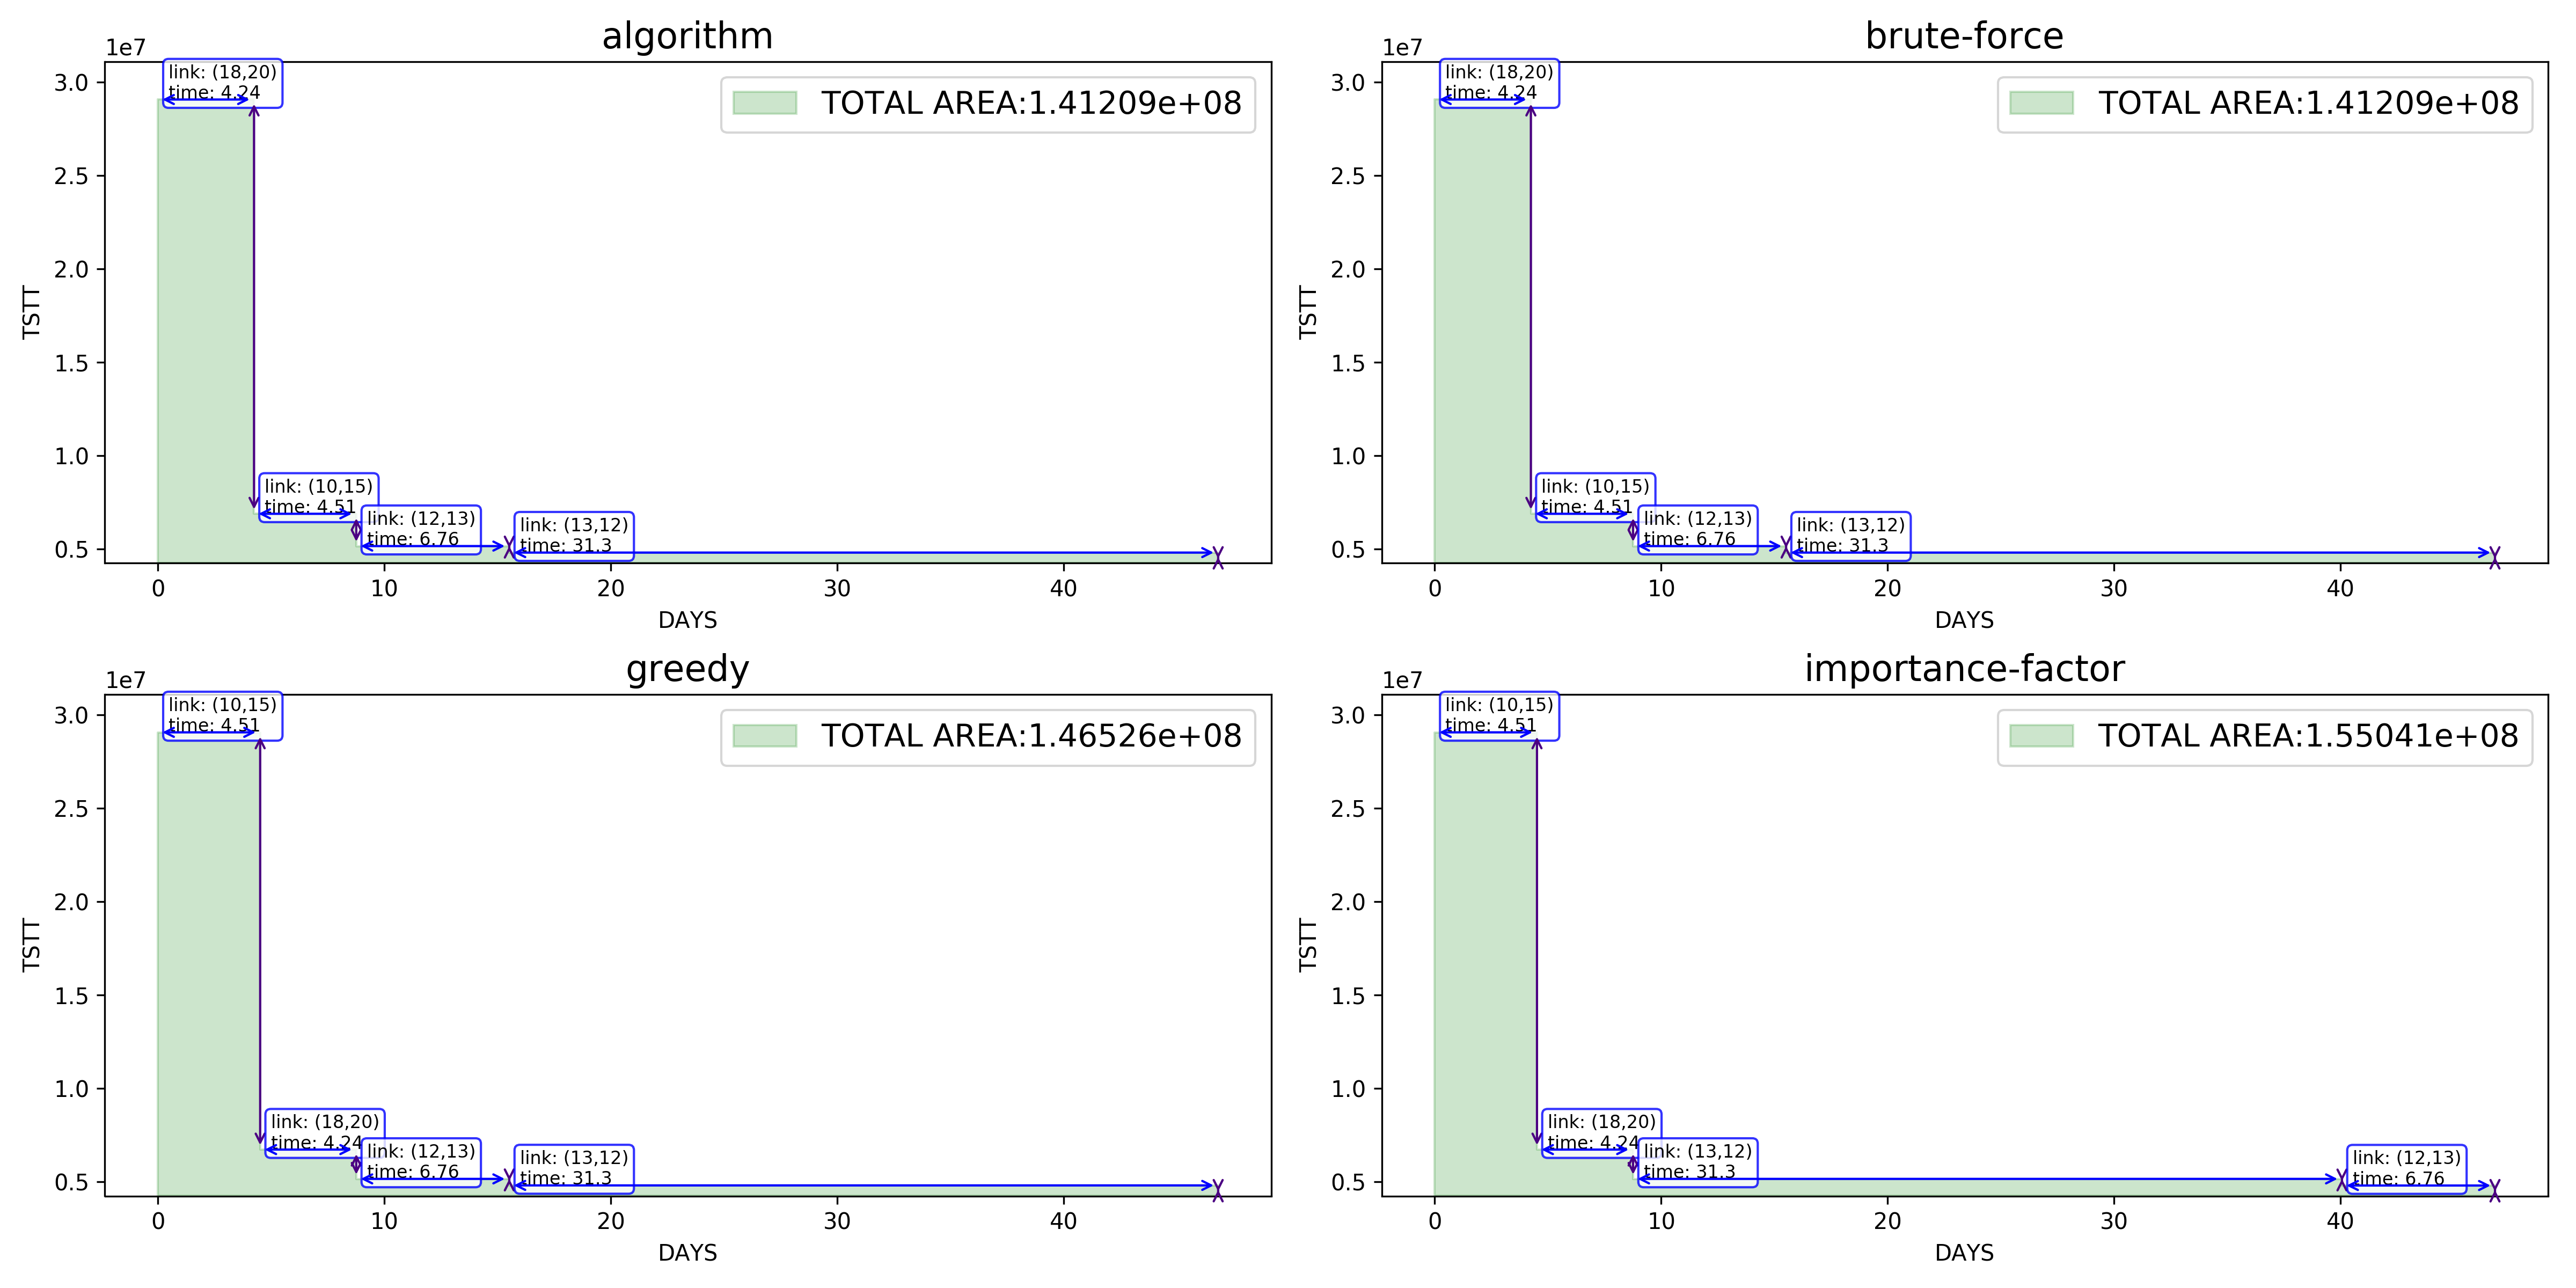 algorithm
1e7
3.0
2.5
2.0
1.5
1.0
0.5
TSTT
link: (18,20)
time: 4.24
link: (10,15)
time: 4.51
link: (12,13)
time: 6.76
link: (13,12)
time: 31.3
TOTAL AREA:1.41209e+08
0 10 20 30 40
DAYS
brute-force
1e7
3.0
2.5
2.0
1.5
1.0
0.5
TSTT
link: (18,20)
time: 4.24
link: (10,15)
time: 4.51
link: (12,13)
time: 6.76
link: (13,12)
time: 31.3
TOTAL AREA:1.41209e+08
0 10 20 30 40
DAYS
greedy
1e7
3.0
2.5
2.0
1.5
1.0
0.5
TSTT
link: (10,15)
time: 4.51
link: (18,20)
time: 4.24
link: (12,13)
time: 6.76
link: (13,12)
time: 31.3
TOTAL AREA:1.46526e+08
0 10 20 30 40
DAYS
importance-factor
1e7
3.0
2.5
2.0
1.5
1.0
0.5
TSTT
link: (10,15)
time: 4.51
link: (18,20)
time: 4.24
link: (13,12)
time: 31.3
link: (12,13)
time: 6.76
TOTAL AREA:1.55041e+08
0 10 20 30 40
DAYS